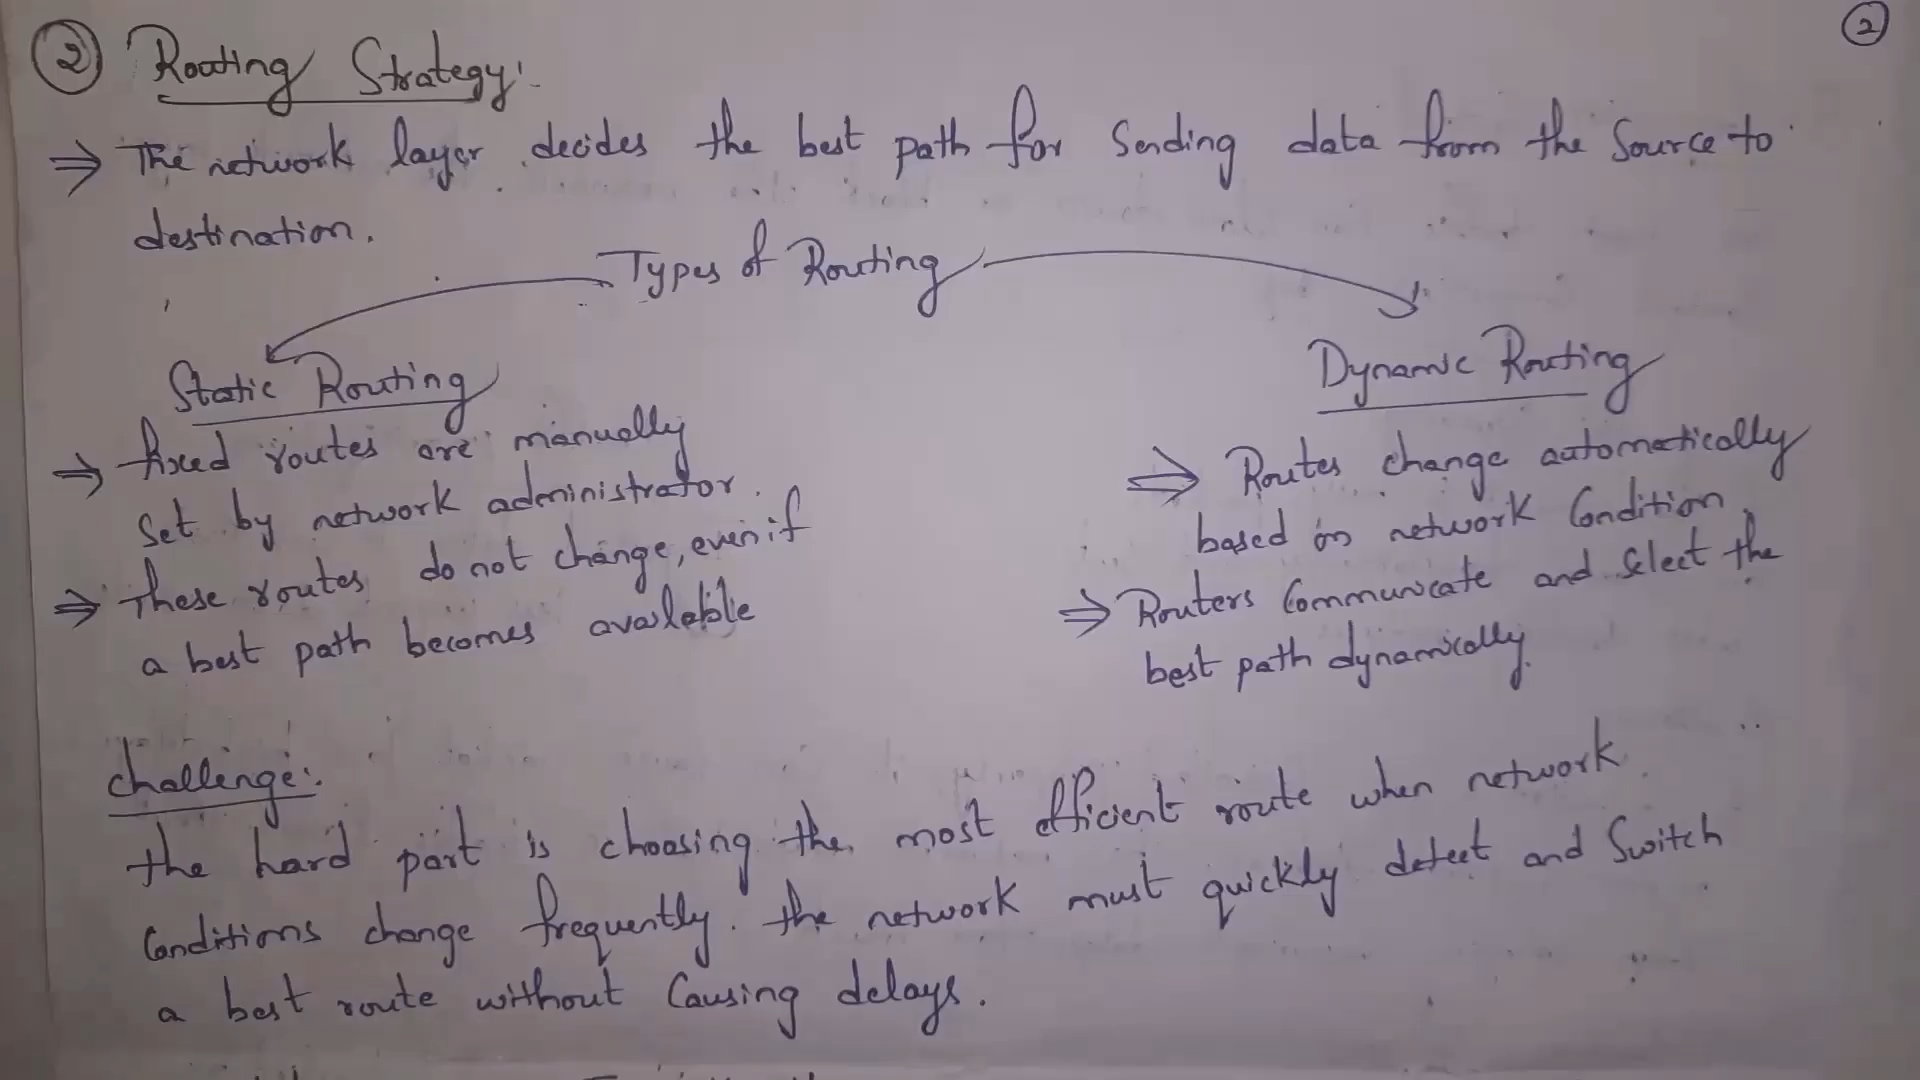 ② Routing Strategy:-
②
⇒ The network layer decides the best path for Sending data from the Source to
destination.
Types of Routing
Static Routing
⇒ fixed routes are manually
Set by network administrator.
⇒ These routes do not change, even if
a best path becomes available
Dynamic Routing
⇒ Routes change automatically
based on network Condition.
⇒ Routers Communicate and Select the
best path dynamically.
challenge:
the hard part is choosing the most efficient route when network
Conditions change frequently. the network must quickly detect and Switch
a best route without Causing delays.